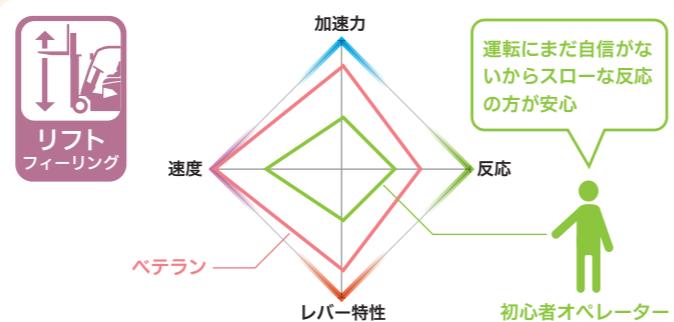 リフト
フィーリング
加速力
反応
速度
レバー特性
ベテラン
運転にまだ自信がな
いからスローな反応
の方が安心
初心者オペレーター